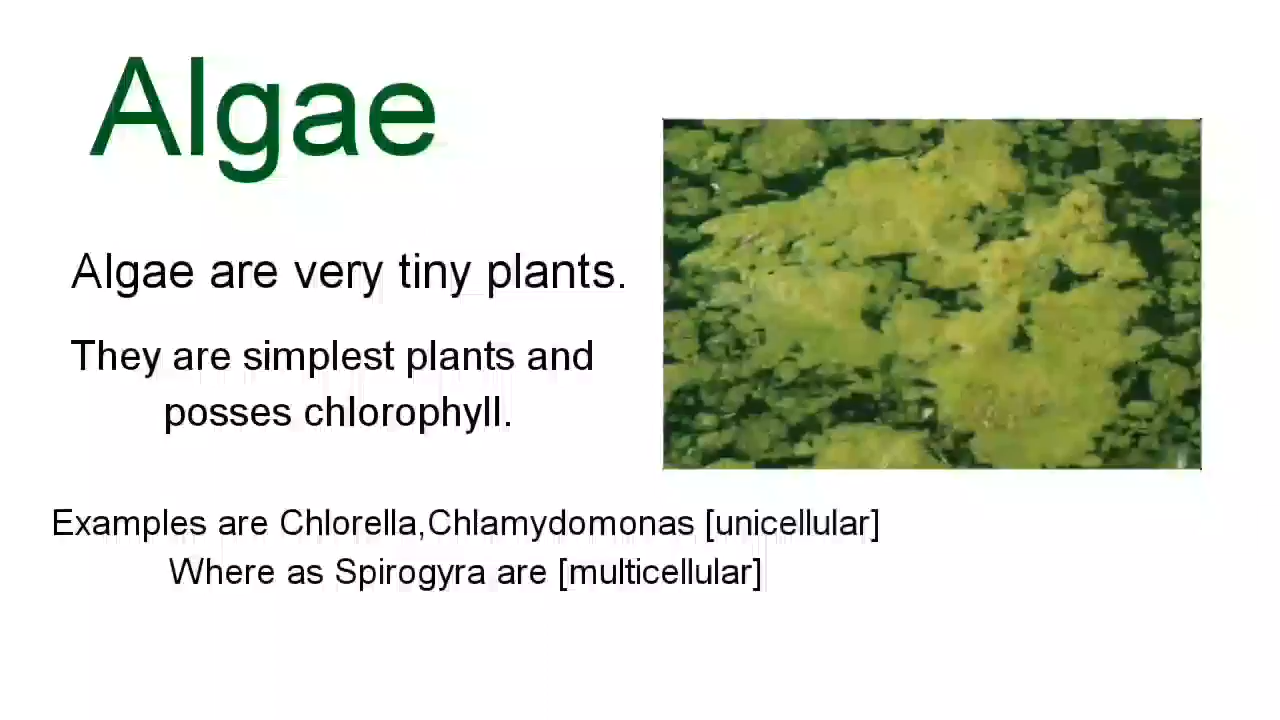 Algae
Algae are very tiny plants.
They are simplest plants and
posses chlorophyll.
Examples are Chlorella,Chlamydomonas [unicellular]
Where as Spirogyra are [multicellular]